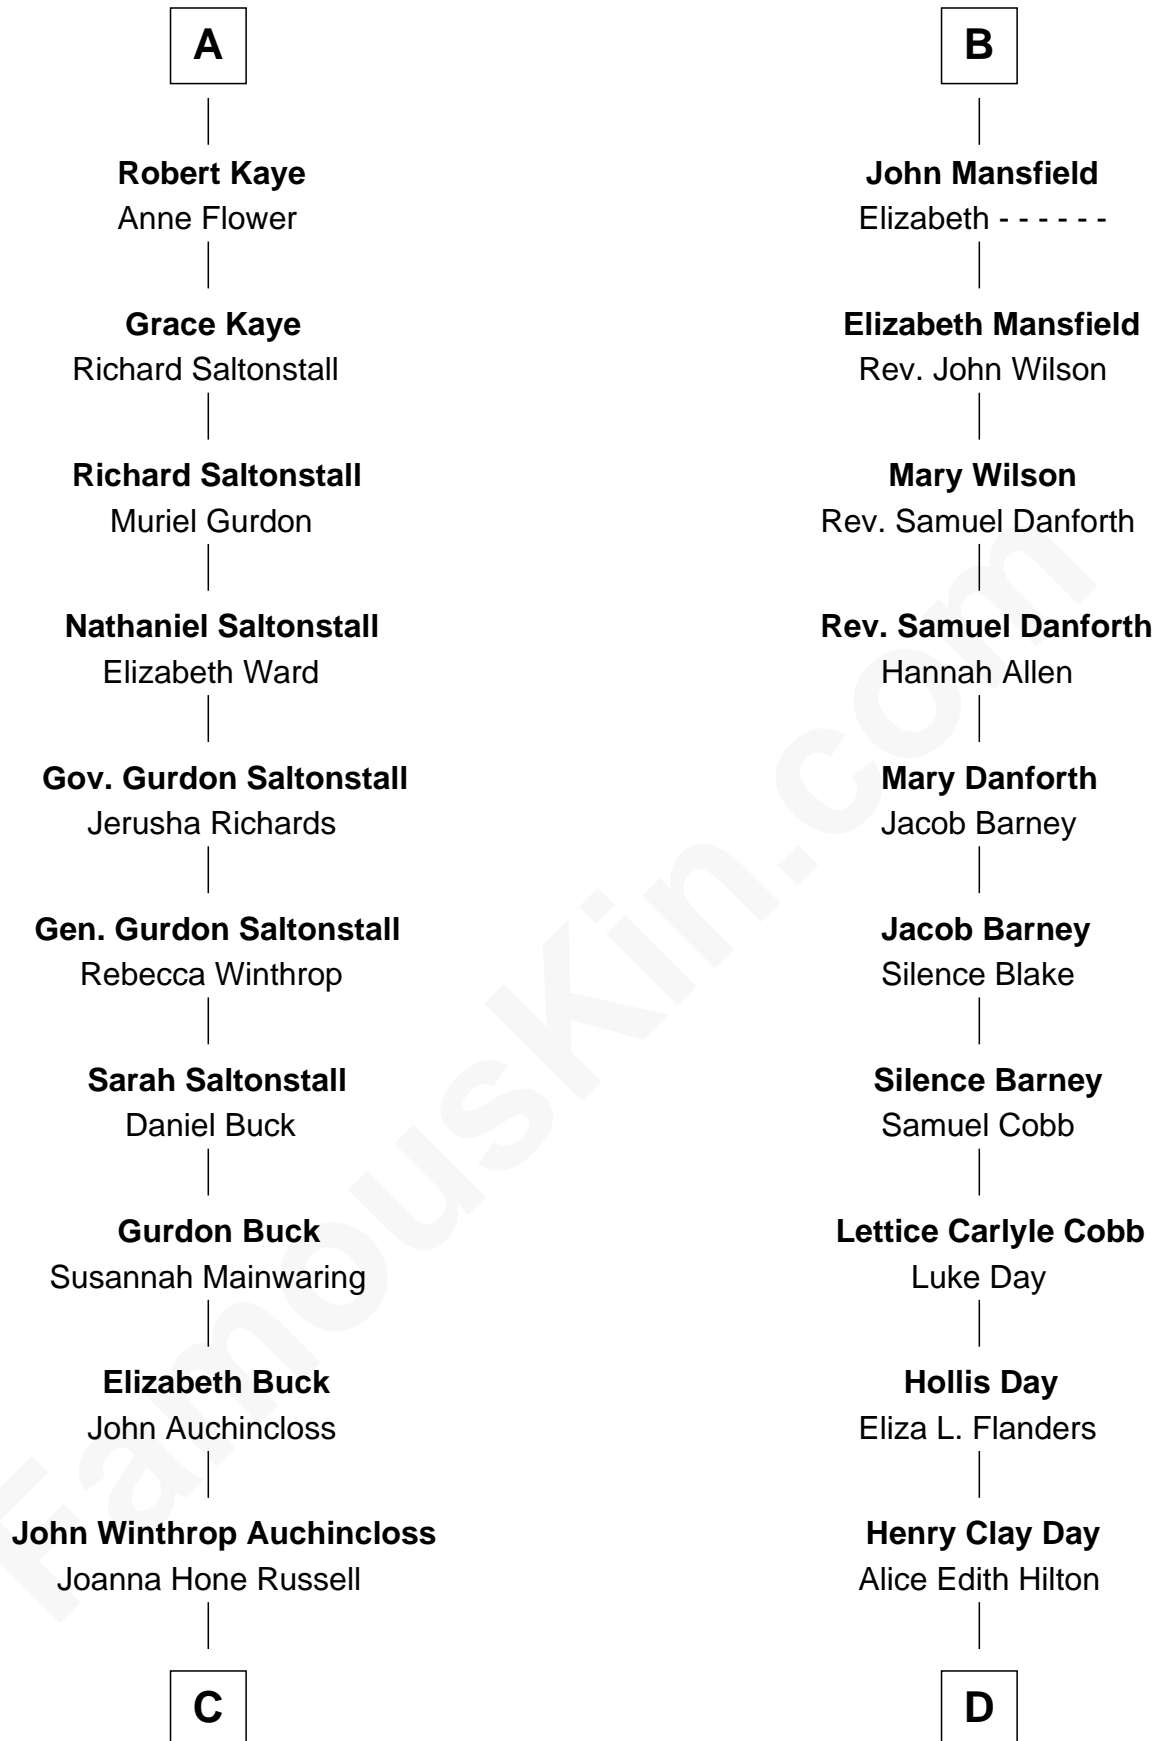 A
Robert Kaye
Anne Flower
Grace Kaye
Richard Saltonstall
Richard Saltonstall
Muriel Gurdon
Nathaniel Saltonstall
Elizabeth Ward
Gov. Gurdon Saltonstall
Jerusha Richards
Gen. Gurdon Saltonstall
Rebecca Winthrop
Sarah Saltonstall
Daniel Buck
Gurdon Buck
Susannah Mainwaring
Elizabeth Buck
John Auchincloss
John Winthrop Auchincloss
Joanna Hone Russell
C
B
John Mansfield
Elizabeth - - - - - -
Elizabeth Mansfield
Rev. John Wilson
Mary Wilson
Rev. Samuel Danforth
Rev. Samuel Danforth
Hannah Allen
Mary Danforth
Jacob Barney
Jacob Barney
Silence Blake
Silence Barney
Samuel Cobb
Lettice Carlyle Cobb
Luke Day
Hollis Day
Eliza L. Flanders
Henry Clay Day
Alice Edith Hilton
D
FamousKin.com